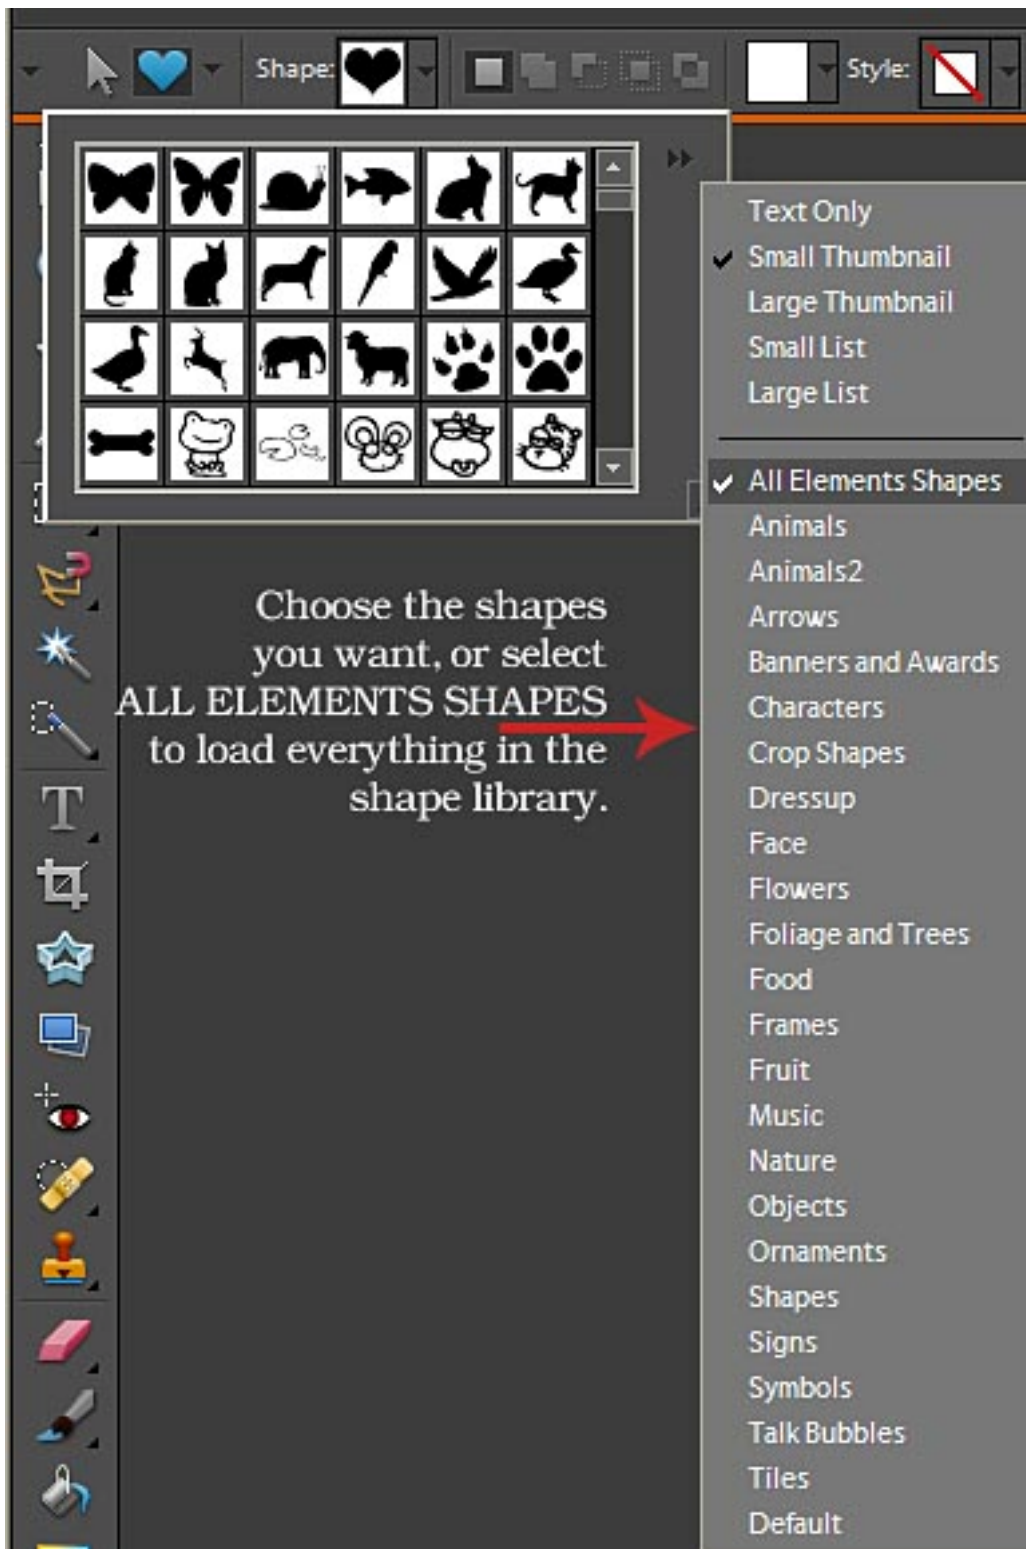 Shape:
Style:
Text Only
Small Thumbnail
Large Thumbnail
Small List
Large List
All Elements Shapes
Animals
Animals2
Arrows
Banners and Awards
Characters
Crop Shapes
Dressup
Face
Flowers
Foliage and Trees
Food
Frames
Fruit
Music
Nature
Objects
Ornaments
Shapes
Signs
Symbols
Talk Bubbles
Tiles
Default
Choose the shapes
you want, or select
ALL ELEMENTS SHAPES
to load everything in the
shape library.
T